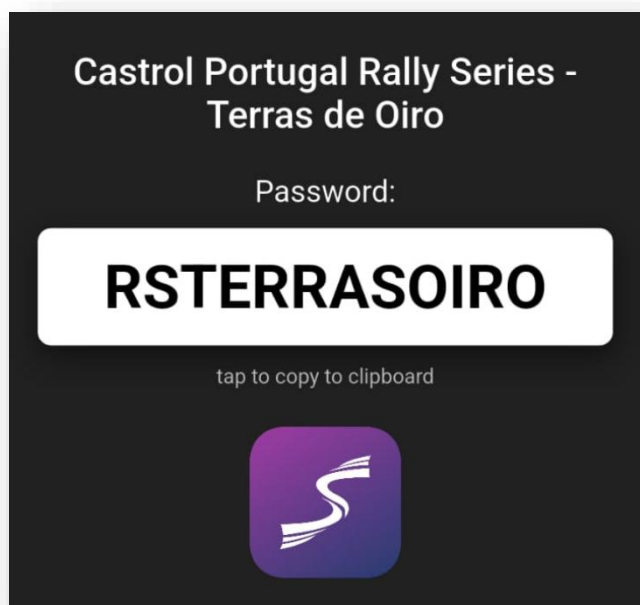 Castrol Portugal Rally Series -
Terras de Oiro
Password:
RSTERRASOIRO
tap to copy to clipboard